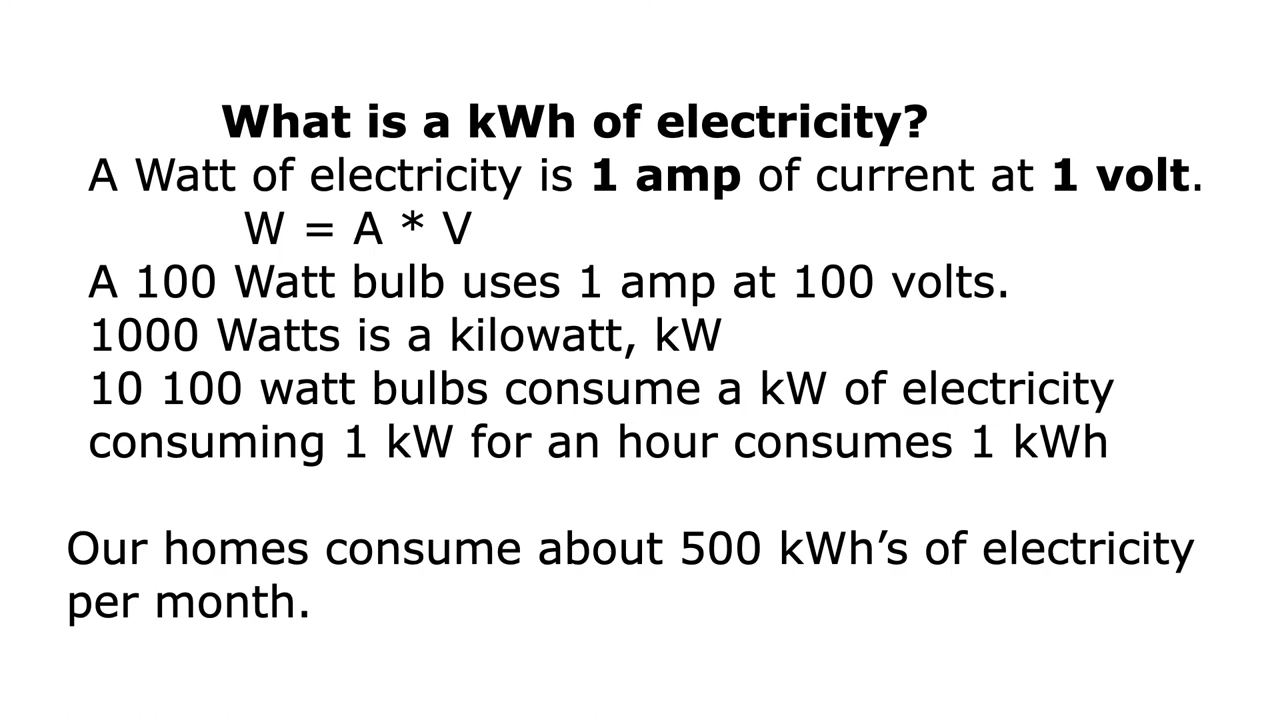 What is a kWh of electricity?
A Watt of electricity is 1 amp of current at 1 volt.
W = A * V
A 100 Watt bulb uses 1 amp at 100 volts.
1000 Watts is a kilowatt, kW
10 100 watt bulbs consume a kW of electricity
consuming 1 kW for an hour consumes 1 kWh
Our homes consume about 500 kWh’s of electricity
per month.